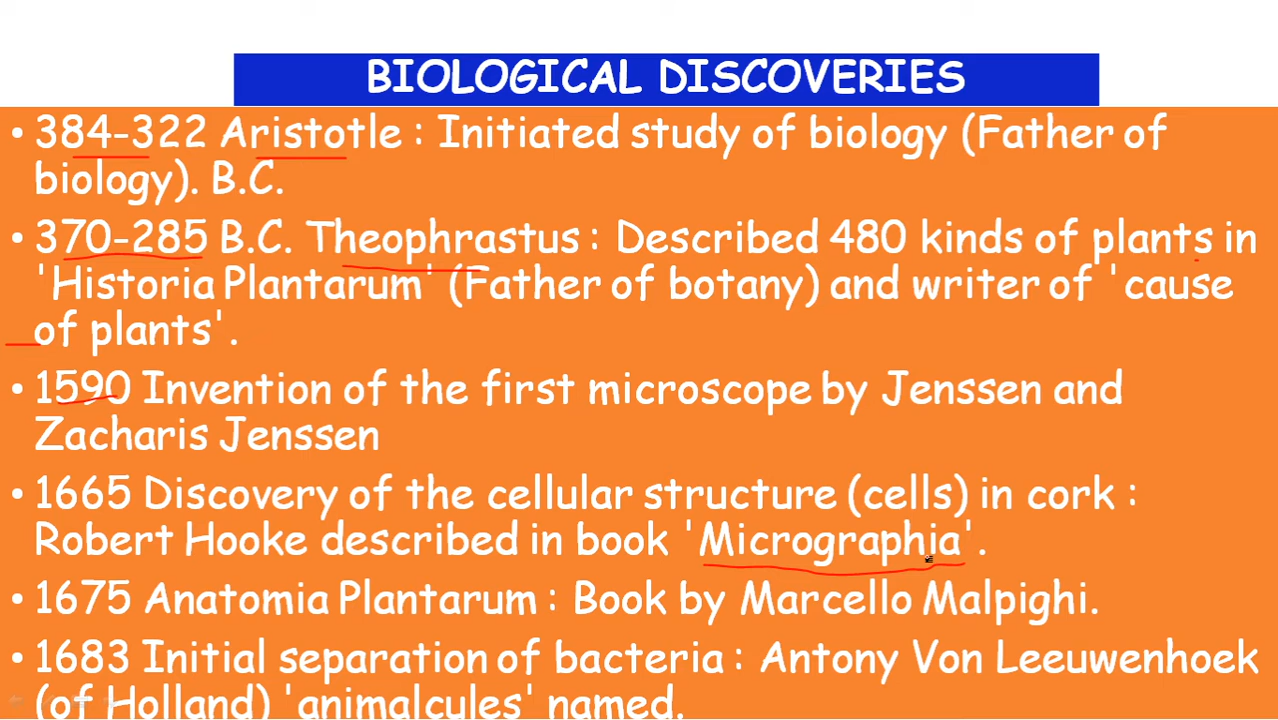 BIOLOGICAL DISCOVERIES
• 384-322 Aristotle : Initiated study of biology (Father of
biology). B.C.
• 370-285 B.C. Theophrastus : Described 480 kinds of plants in
'Historia Plantarum' (Father of botany) and writer of 'cause
of plants'.
• 1590 Invention of the first microscope by Jenssen and
Zacharis Jenssen
• 1665 Discovery of the cellular structure (cells) in cork :
Robert Hooke described in book 'Micrographia'.
• 1675 Anatomia Plantarum : Book by Marcello Malpighi.
• 1683 Initial separation of bacteria : Antony Von Leeuwenhoek
(of Holland) 'animalcules' named.